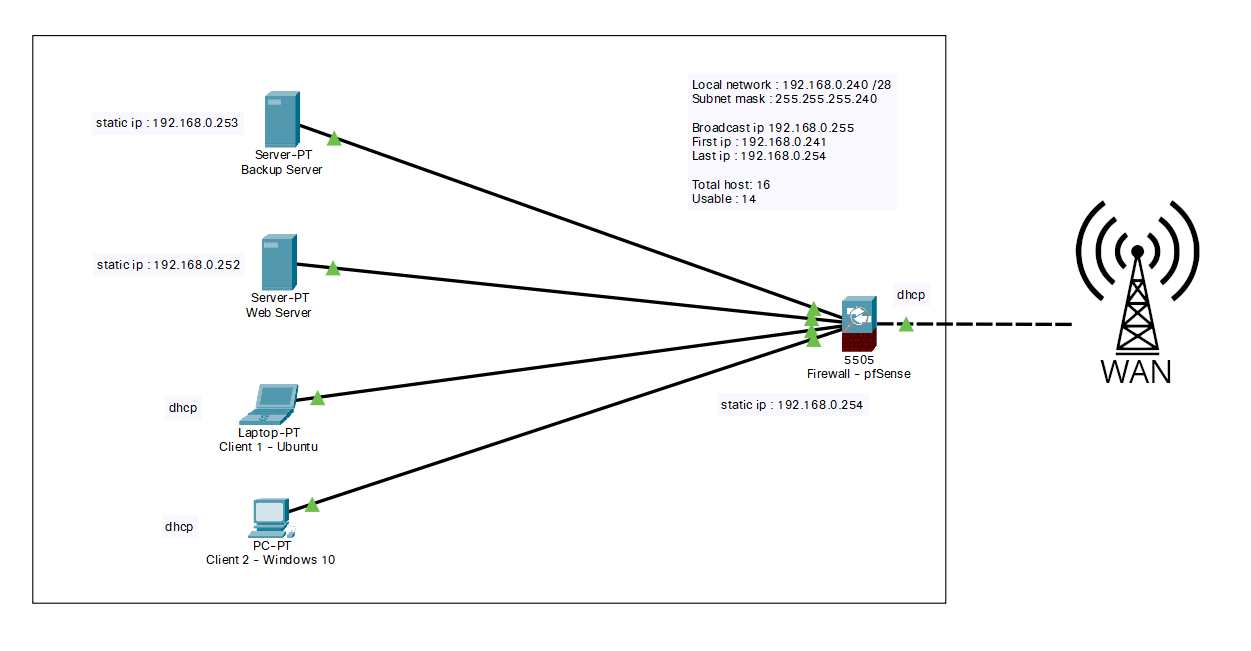 Local network : 192.168.0.240 /28
Subnet mask : 255.255.255.240
Broadcast ip 192.168.0.255
First ip : 192.168.0.241
Last ip : 192.168.0.254
Total host: 16
Usable : 14
static ip : 192.168.0.253
Server-PT
Backup Server
static ip : 192.168.0.252
Server-PT
Web Server
dhcp
5505
Firewall - pfSense
static ip : 192.168.0.254
WAN
dhcp
Laptop-PT
Client 1 - Ubuntu
dhcp
PC-PT
Client 2 - Windows 10